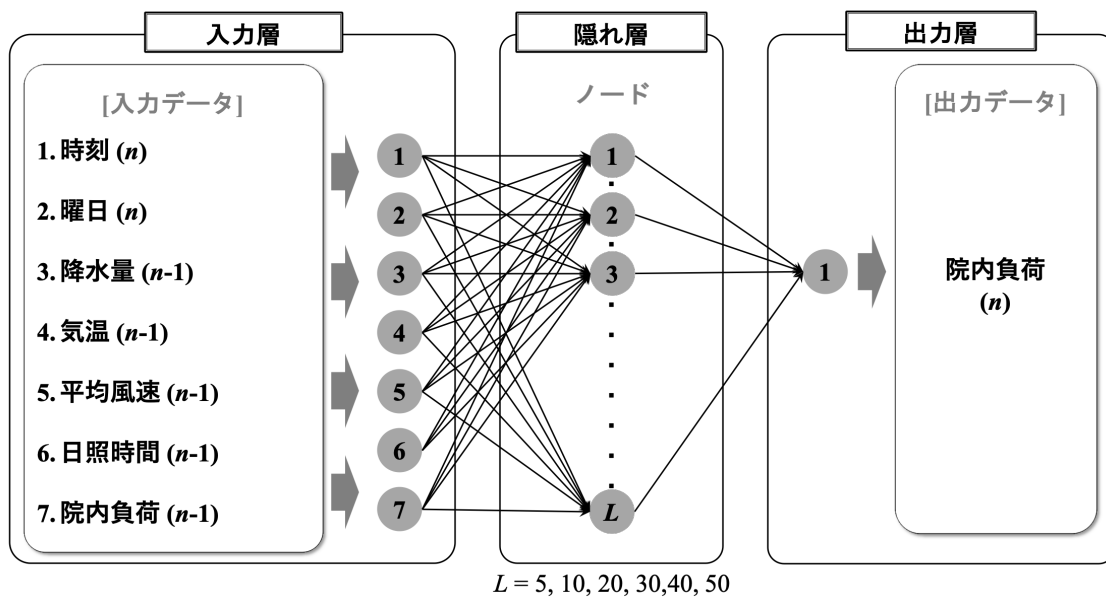 入力層
[入力データ]
1. 時刻 (n)
2. 曜日 (n)
3. 降水量 (n-1)
4. 気温 (n-1)
5. 平均風速 (n-1)
6. 日照時間 (n-1)
7. 院内負荷 (n-1)
1
2
3
4
5
6
7
隠れ層
ノード
1
2
3
L
L = 5, 10, 20, 30,40, 50
出力層
1
[出力データ]
院内負荷
(n)